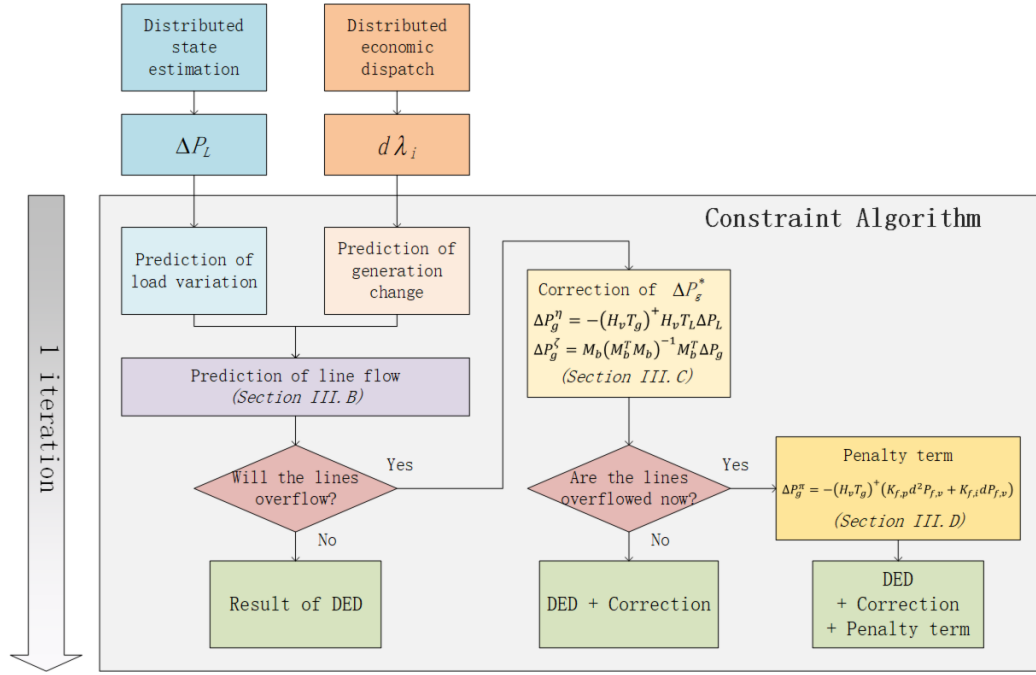 Distributed
state
estimation
Distributed
economic
dispatch
ΔP_L
dλ_i
1 iteration
Constraint Algorithm
Prediction of
load variation
Prediction of
generation
change
Prediction of line flow
(Section III.B)
Will the lines
overflow?
Yes
No
Result of DED
Correction of ΔP_g^*
ΔP_g^η = −(H_v T_g)^+ H_v T_L ΔP_L
ΔP_g^ζ = M_b(M_b^T M_b)^{−1} M_b^T ΔP_g
(Section III.C)
Are the lines
overflowed now?
Yes
No
DED + Correction
Penalty term
ΔP_g^π = −(H_v T_g)^+(K_{f,p} d^2 P_{f,v} + K_{f,i} dP_{f,v})
(Section III.D)
DED
+ Correction
+ Penalty term